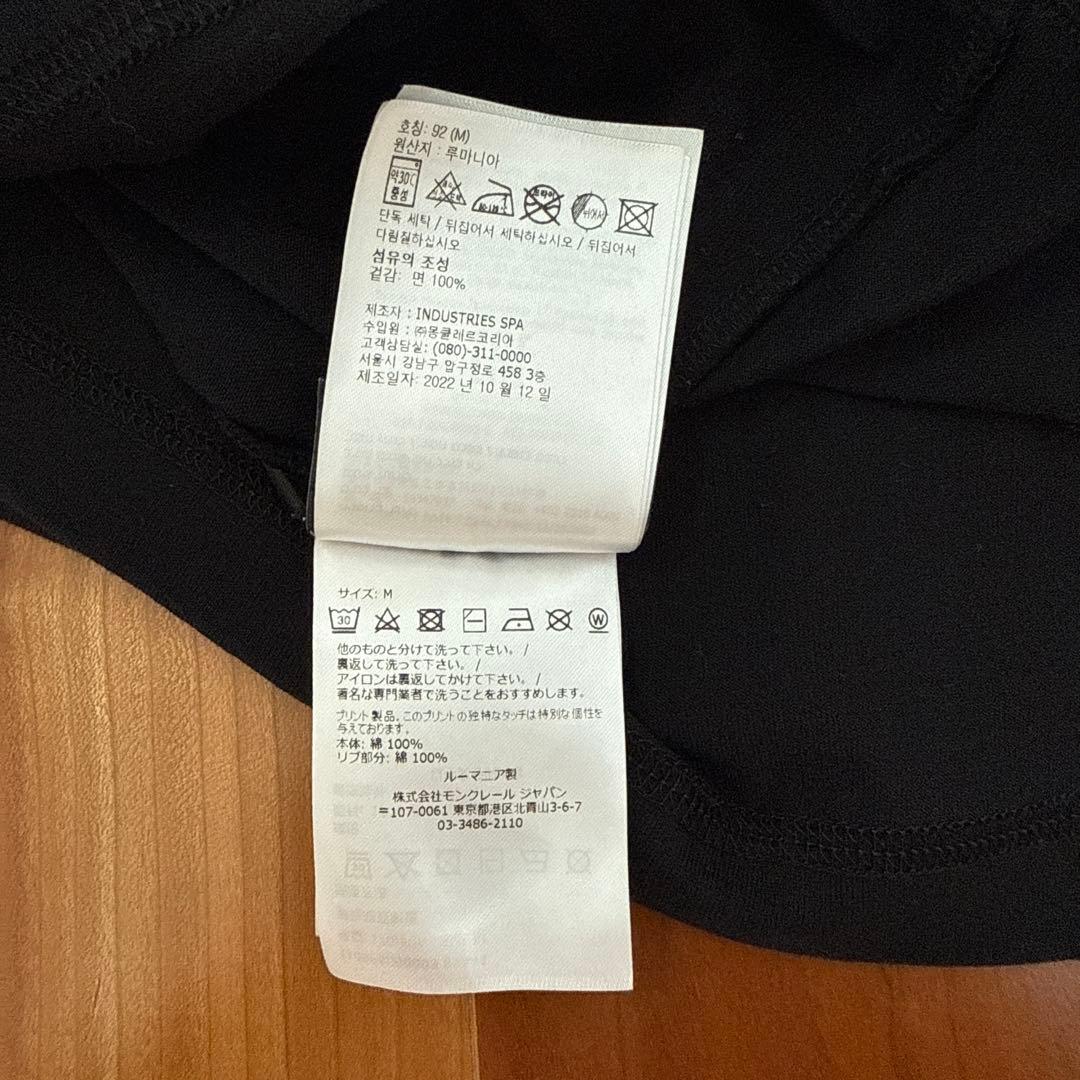 호칭: 92 (M)
원산지 : 루마니아
약30℃
중성
드라이
뉘어서
단독 세탁 / 뒤집어서 세탁하십시오 / 뒤집어서
다림질하십시오
섬유의 조성
겉감: 면 100%
제조자 : INDUSTRIES SPA
수입원 : ㈜몽클레르코리아
고객상담실: (080)-311-0000
서울시 강남구 압구정로 458 3층
제조일자: 2022 년 10 월 12 일
サイズ: M
30
W
他のものと分けて洗って下さい。 /
裏返して洗って下さい。 /
アイロンは裏返してかけて下さい。 /
著名な専門業者で洗うことをおすすめします。
プリント製品。このプリントの独特なタッチは特別な個性を
与えております。
本体: 綿 100%
リブ部分: 綿 100%
ルーマニア製
株式会社モンクレール ジャパン
〒107-0061 東京都港区北青山3-6-7
03-3486-2110